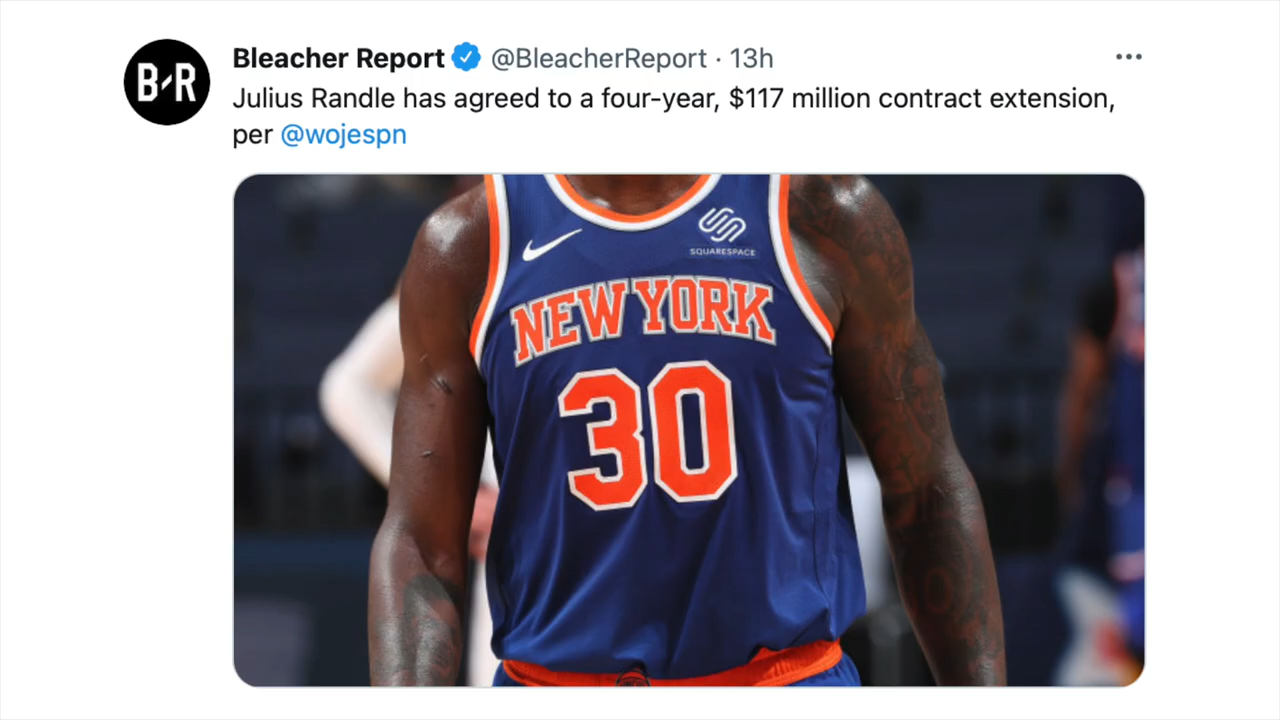 B/R
Bleacher Report @BleacherReport · 13h
Julius Randle has agreed to a four-year, $117 million contract extension,
per @wojespn
SQUARESPACE
NEW YORK
30